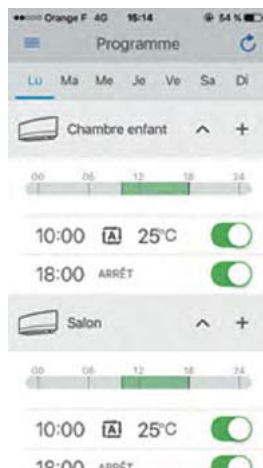 Orange F 4G 15:14 54 %
Programme
Lu Ma Me Je Ve Sa Di
Chambre enfant
00 06 12 18 24
10:00 A 25°C
18:00 ARRÊT
Salon
00 06 12 18 24
10:00 A 25°C
18:00 ARRÊT